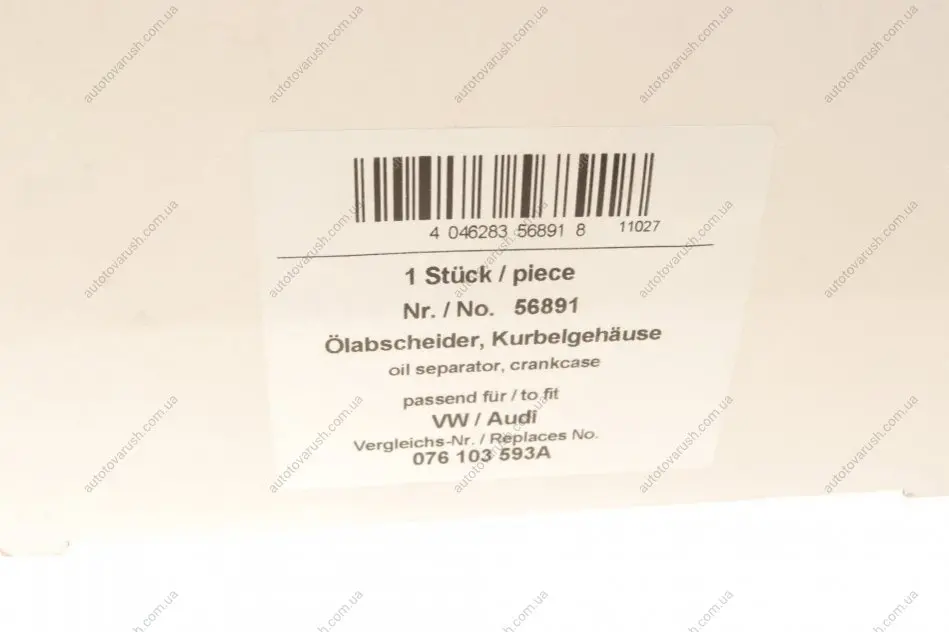 4 046283 56891 8 11027
1 Stück / piece
Nr. / No. 56891
Ölabscheider, Kurbelgehäuse
oil separator, crankcase
passend für / to fit
VW / Audi
Vergleichs-Nr. / Replaces No.
076 103 593A
autotovarush.com.ua